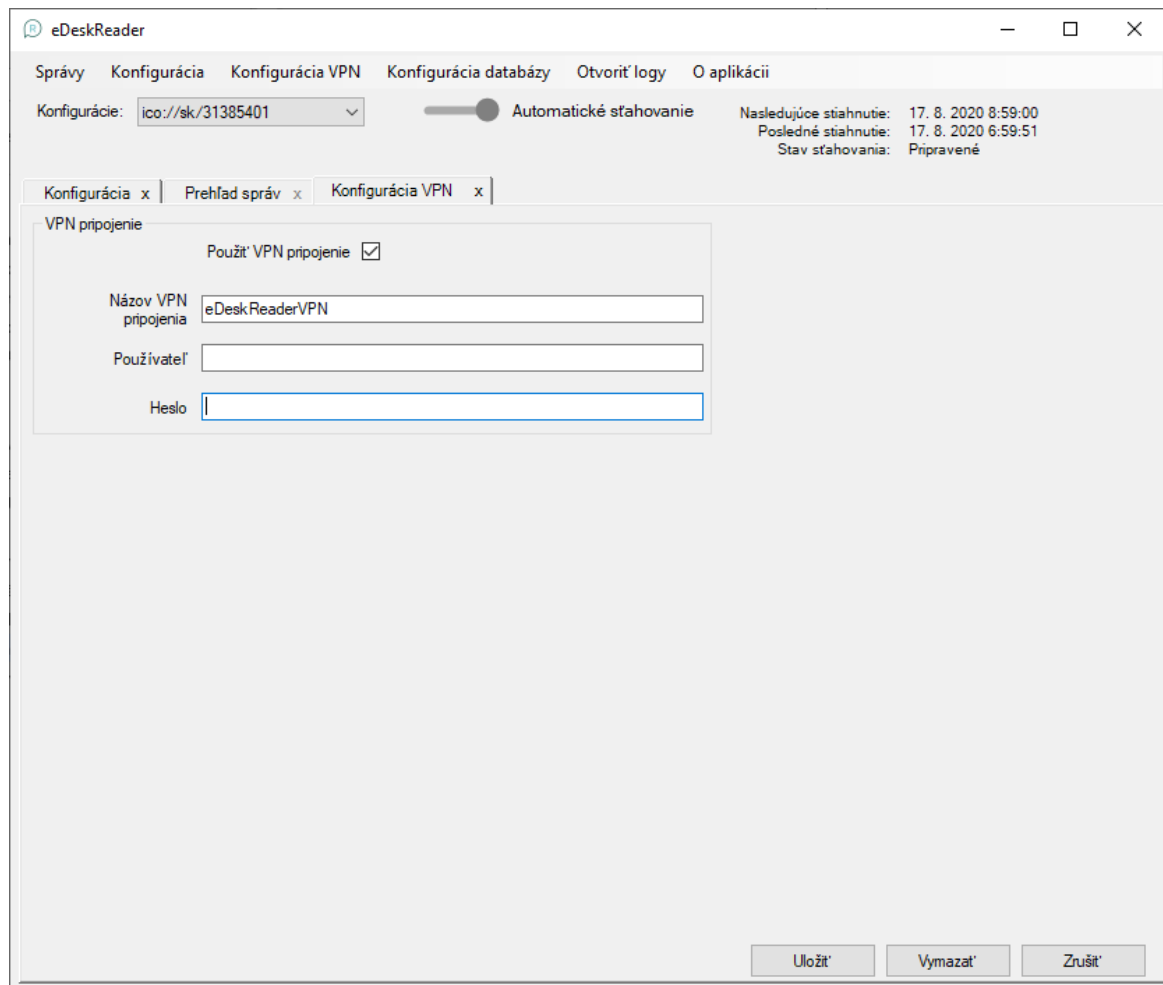 eDeskReader
Správy Konfigurácia Konfigurácia VPN Konfigurácia databázy Otvoriť logy O aplikácii
Konfigurácie: ico://sk/31385401 Automatické sťahovanie
Nasledujúce stiahnutie: 17. 8. 2020 8:59:00
Posledné stiahnutie: 17. 8. 2020 6:59:51
Stav sťahovania: Pripravené
Konfigurácia x Prehľad správ x Konfigurácia VPN x
VPN pripojenie
Použiť VPN pripojenie
Názov VPN
pripojenia
eDeskReaderVPN
Používateľ
Heslo
Uložiť Vymazať Zrušiť